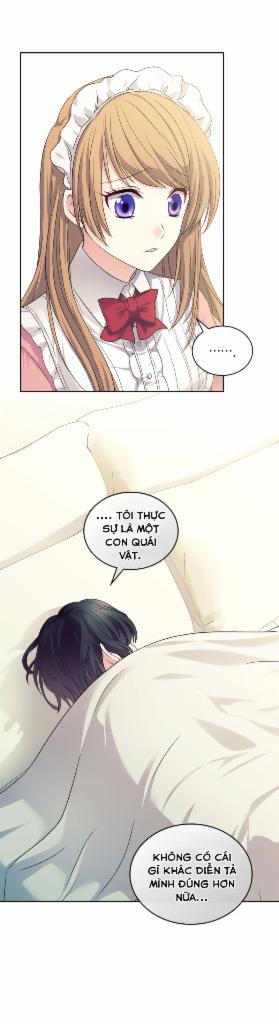 .......
.... TÔI THỰC
SỰ LÀ MỘT
CON QUÁI
VẬT.
KHÔNG CÓ CÁI
GÌ KHÁC DIỄN TẢ
MÌNH ĐÚNG HƠN
NỮA...